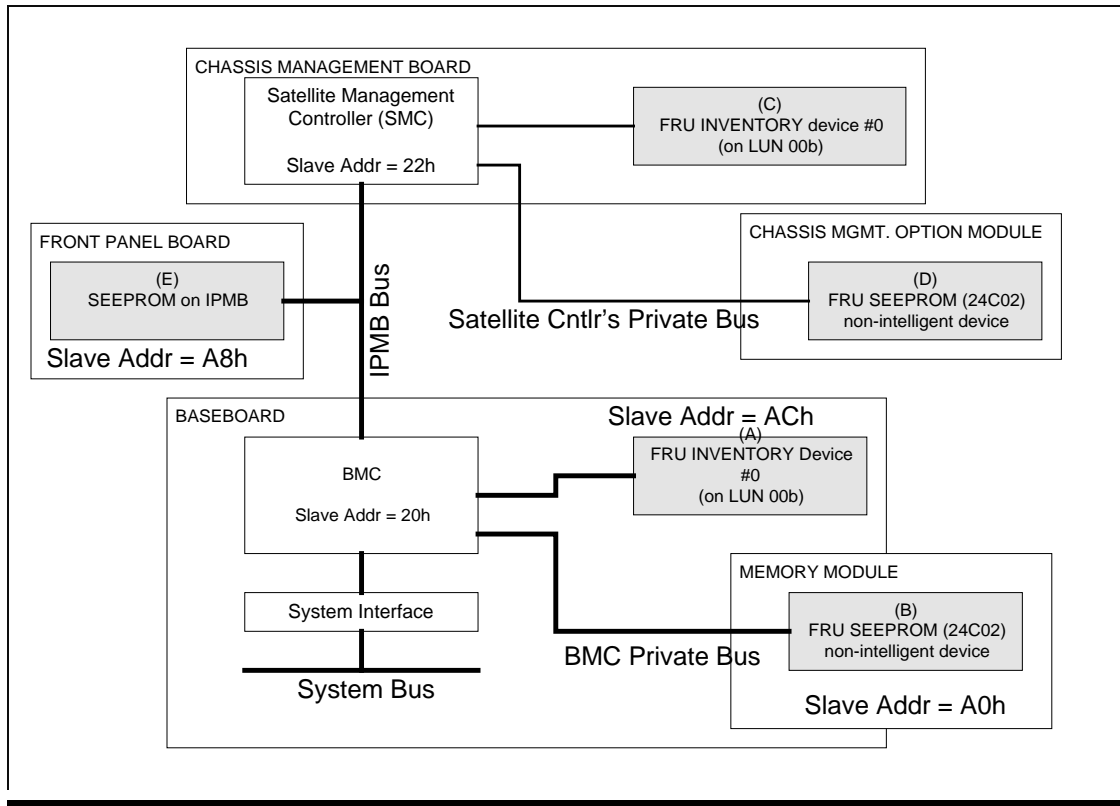 CHASSIS MANAGEMENT BOARD
Satellite Management
Controller (SMC)
Slave Addr = 22h
(C)
FRU INVENTORY device #0
(on LUN 00b)
FRONT PANEL BOARD
(E)
SEEPROM on IPMB
Slave Addr = A8h
IPMB Bus
CHASSIS MGMT. OPTION MODULE
(D)
FRU SEEPROM (24C02)
non-intelligent device
Satellite Cntlr's Private Bus
BASEBOARD
BMC
Slave Addr = 20h
Slave Addr = ACh
(A)
FRU INVENTORY Device
#0
(on LUN 00b)
System Interface
System Bus
BMC Private Bus
MEMORY MODULE
(B)
FRU SEEPROM (24C02)
non-intelligent device
Slave Addr = A0h